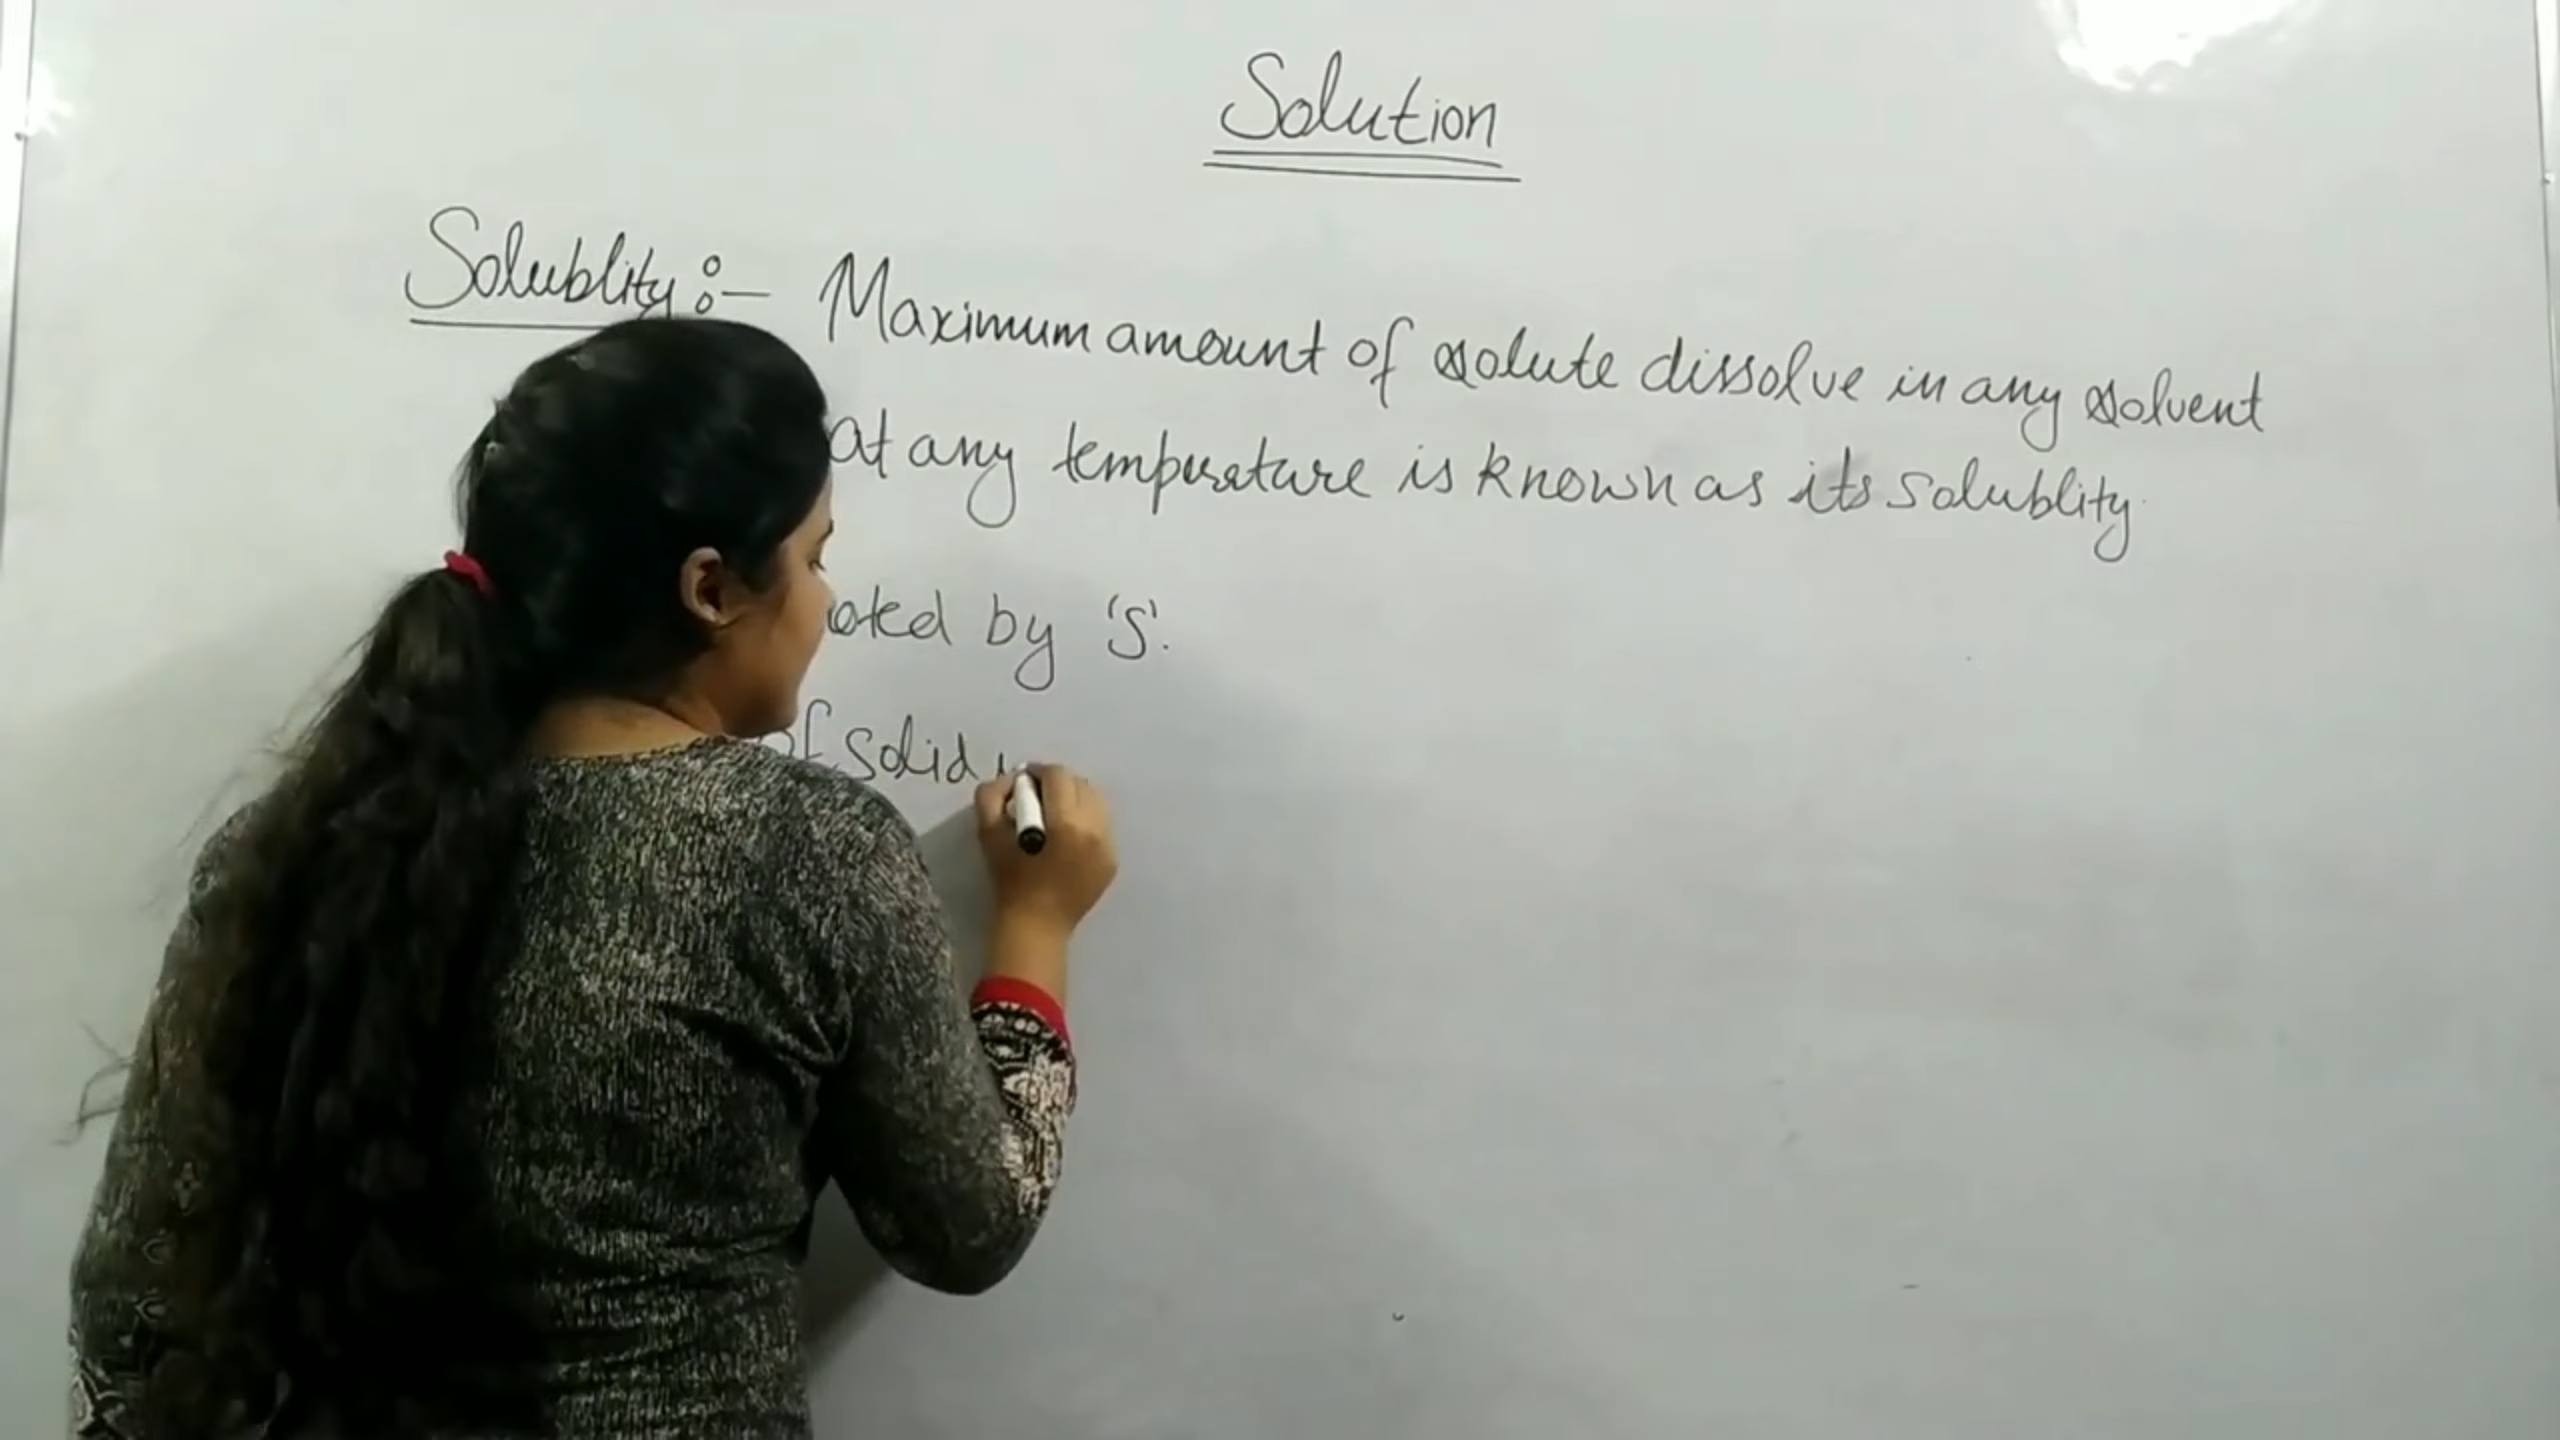 Solution
Solublity :- Maximum amount of solute dissolve in any solvent
at any temperature is known as its solublity.
by 'S'.
of solid